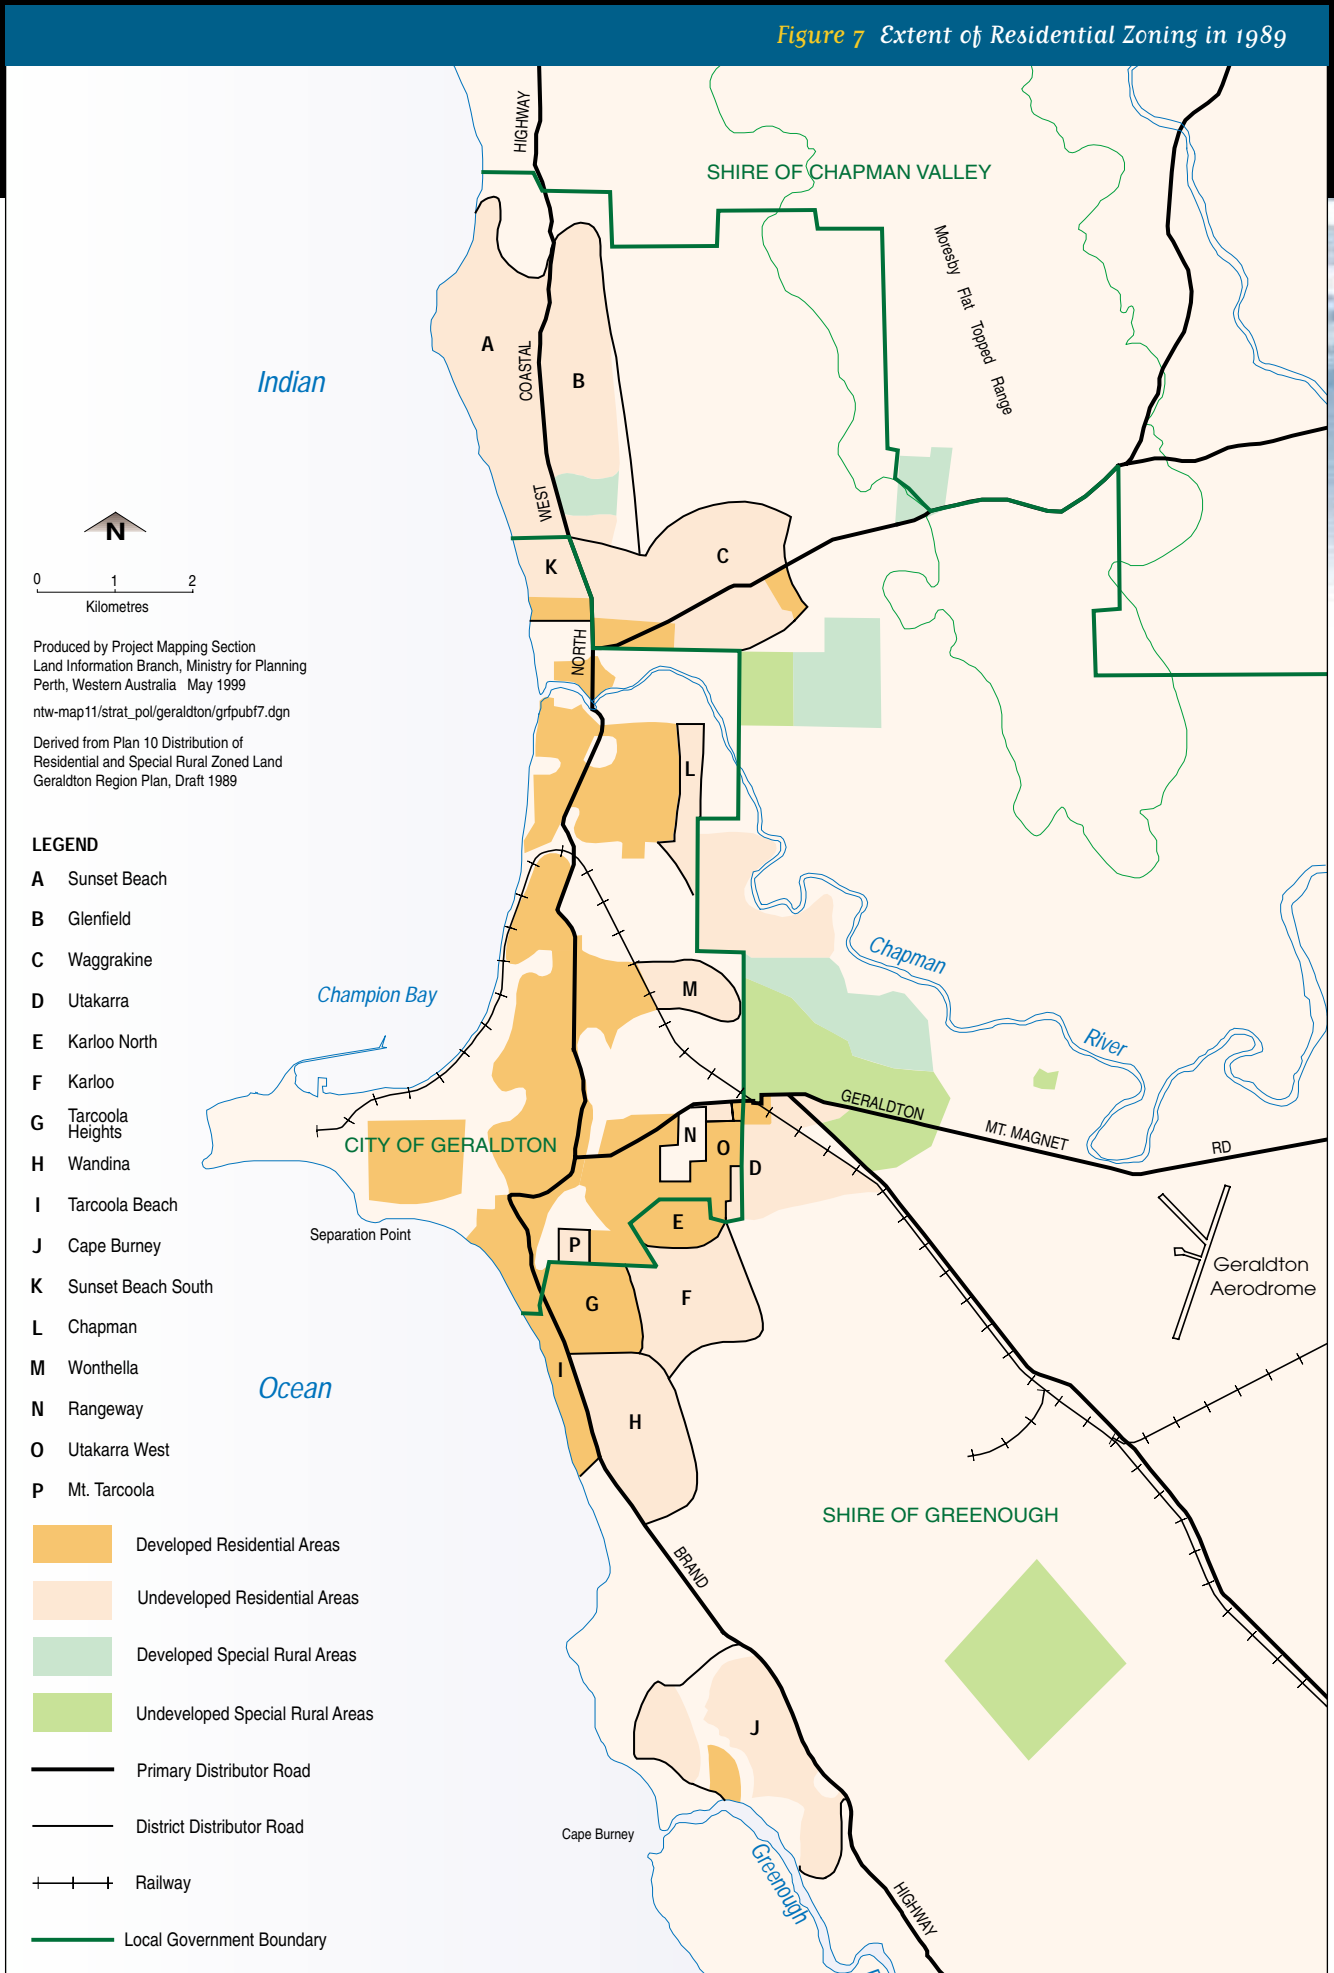 Figure 7 Extent of Residential Zoning in 1989
HIGHWAY
SHIRE OF CHAPMAN VALLEY
Moresby Flat Topped Range
A
COASTAL
B
Indian
WEST
N
C
K
0 1 2
Kilometres
NORTH
Produced by Project Mapping Section
Land Information Branch, Ministry for Planning
Perth, Western Australia May 1999
ntw-map11/strat_pol/geraldton/grfpubf7.dgn
Derived from Plan 10 Distribution of
Residential and Special Rural Zoned Land
Geraldton Region Plan, Draft 1989
L
LEGEND
A Sunset Beach
B Glenfield
C Waggrakine
D Utakarra
E Karloo North
F Karloo
G Tarcoola
Heights
H Wandina
I Tarcoola Beach
J Cape Burney
K Sunset Beach South
L Chapman
M Wonthella
N Rangeway
O Utakarra West
P Mt. Tarcoola
Developed Residential Areas
Undeveloped Residential Areas
Developed Special Rural Areas
Undeveloped Special Rural Areas
Primary Distributor Road
District Distributor Road
Railway
Local Government Boundary
Chapman
River
Champion Bay
M
GERALDTON
MT. MAGNET
RD
CITY OF GERALDTON
N
O
D
Separation Point
E
P
Geraldton
Aerodrome
G
F
I
Ocean
H
SHIRE OF GREENOUGH
BRAND
J
Cape Burney
Greenough
HIGHWAY